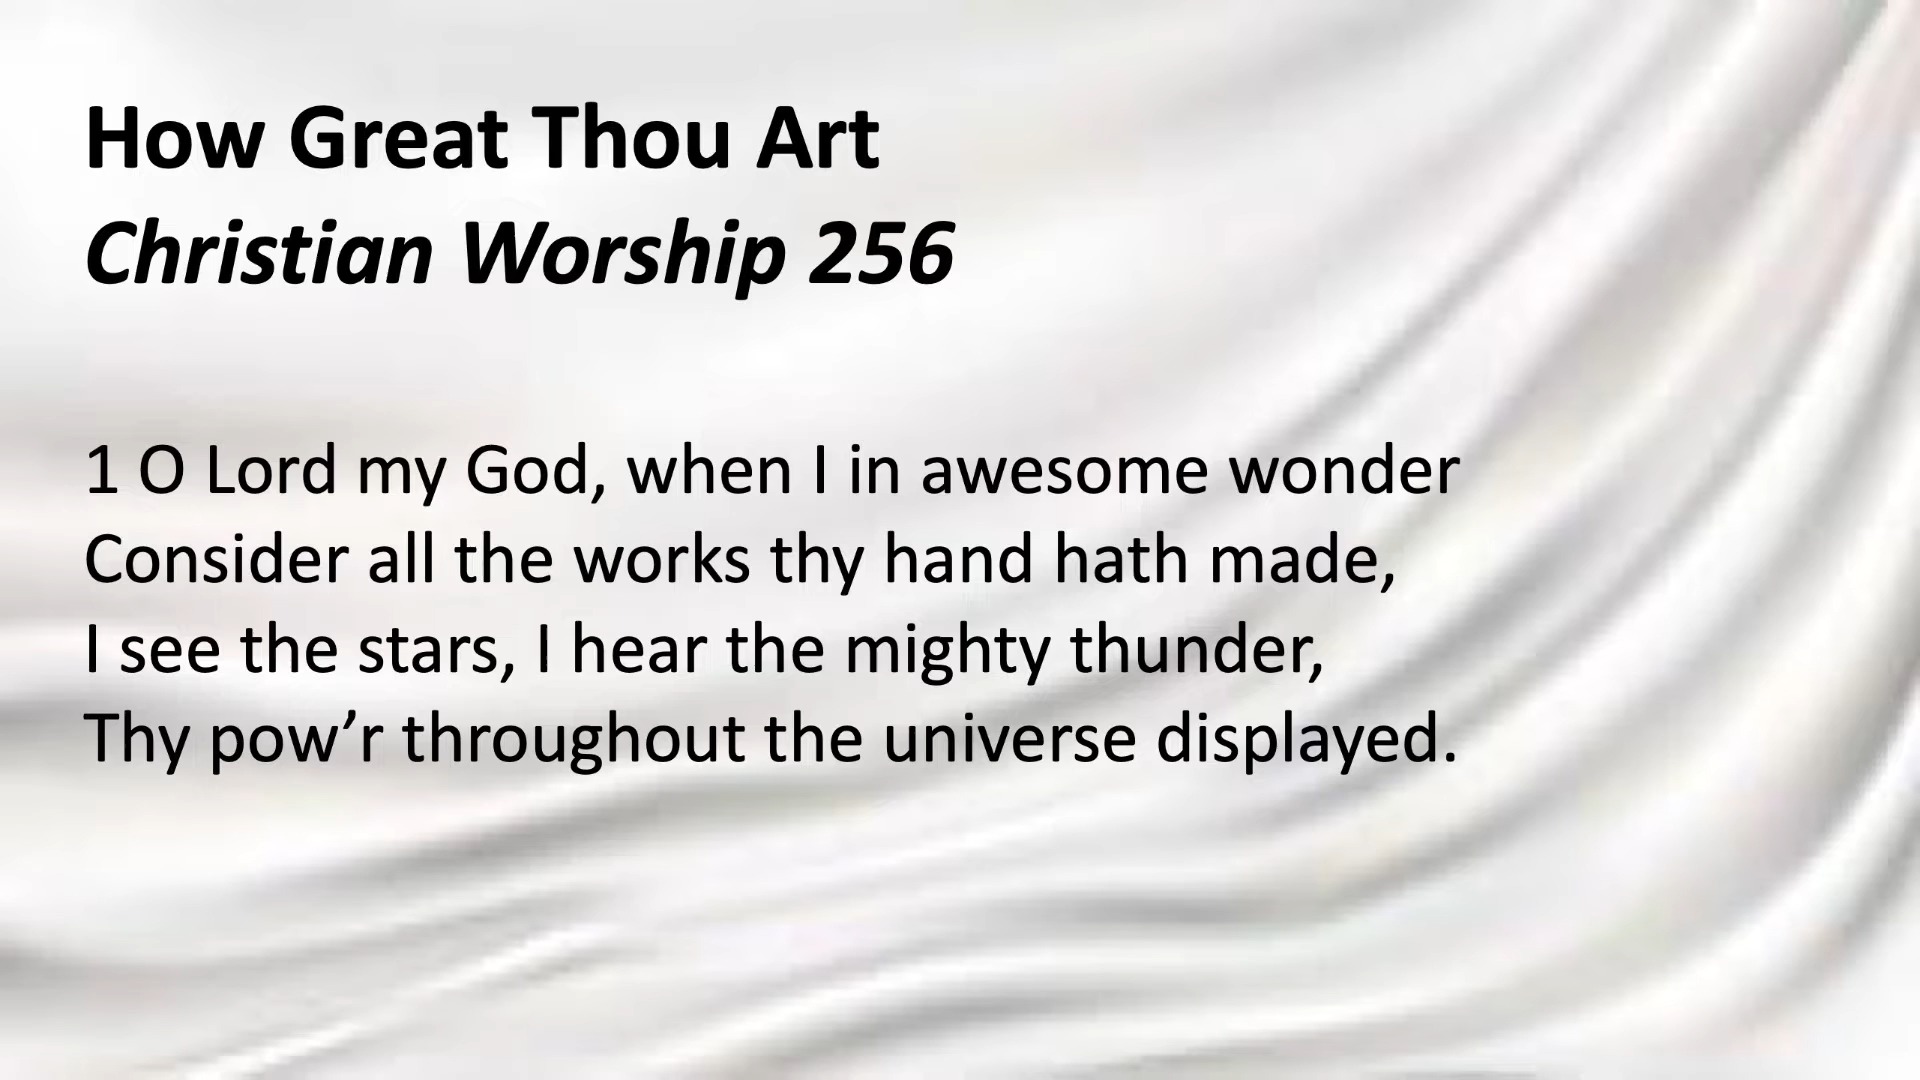 How Great Thou Art
Christian Worship 256
1 O Lord my God, when I in awesome wonder
Consider all the works thy hand hath made,
I see the stars, I hear the mighty thunder,
Thy pow’r throughout the universe displayed.